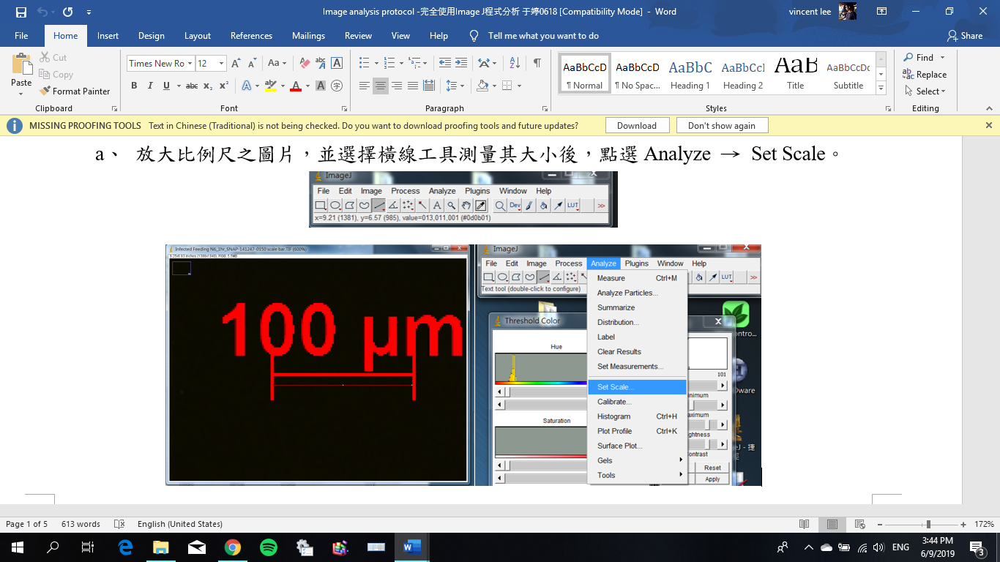 Image analysis protocol -完全使用Image J程式分析 于婷0618 [Compatibility Mode] - Word
vincent lee
File Home Insert Design Layout References Mailings Review View Help Tell me what you want to do Share
Paste
Cut
Copy
Format Painter
Clipboard
Times New Ro 12
Font
Paragraph
AaBbCcD AaBbCcD AaBbC AaBbCcI AaB AaBbCcDc
¶ Normal ¶ No Spac... Heading 1 Heading 2 Title Subtitle
Styles
Find
Replace
Select
Editing
MISSING PROOFING TOOLS Text in Chinese (Traditional) is not being checked. Do you want to download proofing tools and future updates? Download Don't show again
a、 放大比例尺之圖片，並選擇橫線工具測量其大小後，點選 Analyze → Set Scale。
ImageJ
File Edit Image Process Analyze Plugins Window Help
Dev LUT >>
x=9.21 (1381), y=6.57 (985), value=013,011,001 (#0d0b01)
Infected Feeding N6_1hr_SNAP-141247-0150 scale bar.TIF (600%)
100 µm
ImageJ
File Edit Image Process Analyze Plugins Window Help
LUT >>
Text tool (double-click to configure)
Measure Ctrl+M
Analyze Particles...
Summarize
Distribution...
Label
Clear Results
Set Measurements...
Set Scale...
Calibrate...
Histogram Ctrl+H
Plot Profile Ctrl+K
Surface Plot...
Gels
Tools
Threshold Color
Hue
Saturation
101
Reset
Apply
Page 1 of 5 613 words English (United States) 172%
ENG
3:44 PM
6/9/2019
3